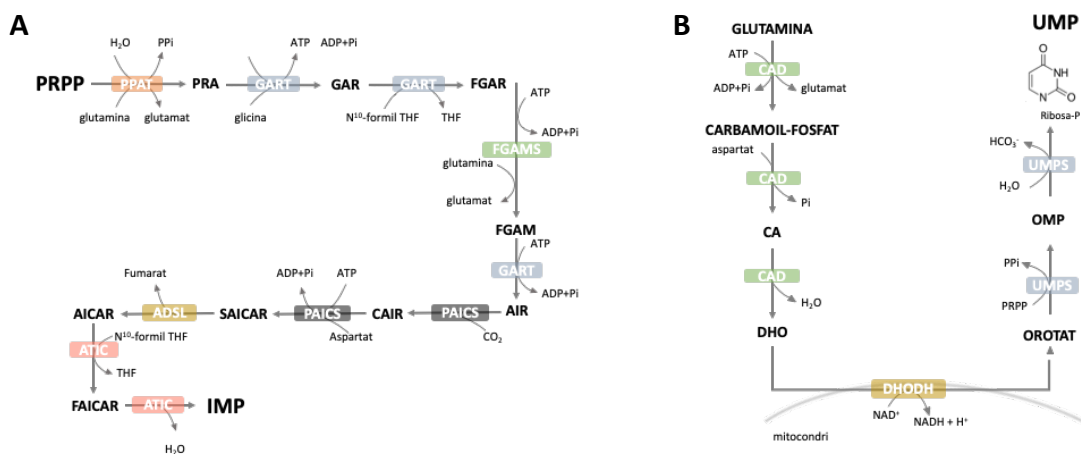 A
H₂O PPi ATP ADP+Pi
PRPP PPAT PRA GART GAR GART FGAR
glutamina glutamat glicina N¹⁰-formil THF THF
ATP
ADP+Pi
FGAMS
glutamina
glutamat
FGAM
ATP
GART
ADP+Pi
Fumarat ADP+Pi ATP
AICAR ADSL SAICAR PAICS CAIR PAICS AIR
Aspartat CO₂
N¹⁰-formil THF
ATIC
THF
FAICAR ATIC IMP
H₂O
B
GLUTAMINA
ATP
CAD
ADP+Pi glutamat
CARBAMOIL-FOSFAT
aspartat
CAD
Pi
CA
CAD
H₂O
DHO
DHODH
NAD⁺ NADH + H⁺
mitocondri
UMP
O
NH
N O
Ribosa-P
HCO₃⁻
UMPS
H₂O
OMP
PPi
UMPS
PRPP
OROTAT